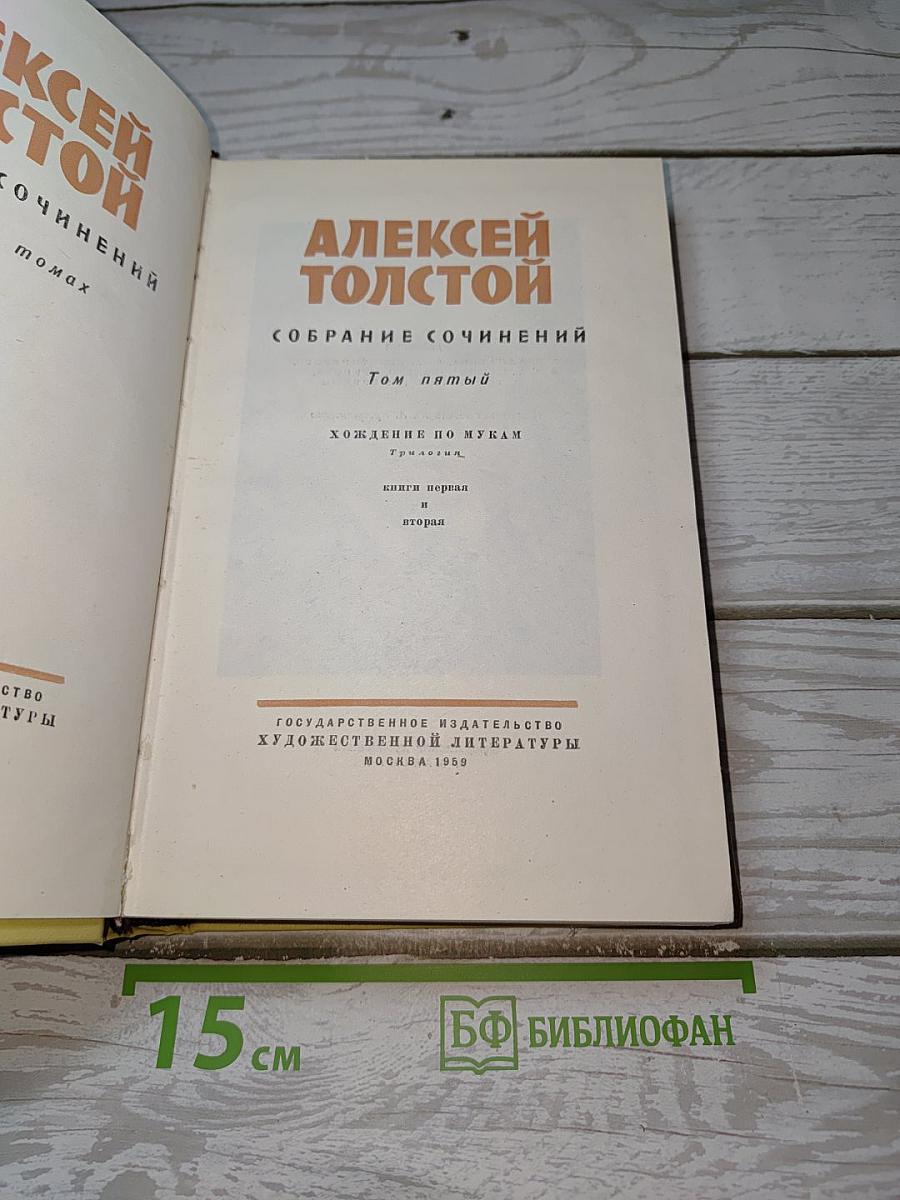 КСЕЙ
СТОЙ
СОЧИНЕНИЙ
томах
СТВО
ТУРЫ
АЛЕКСЕЙ
ТОЛСТОЙ
СОБРАНИЕ СОЧИНЕНИЙ
Том пятый
ХОЖДЕНИЕ ПО МУКАМ
Трилогия
книги первая
и
вторая
ГОСУДАРСТВЕННОЕ ИЗДАТЕЛЬСТВО
ХУДОЖЕСТВЕННОЙ ЛИТЕРАТУРЫ
МОСКВА 1959
15 см
БФ БИБЛИОФАН